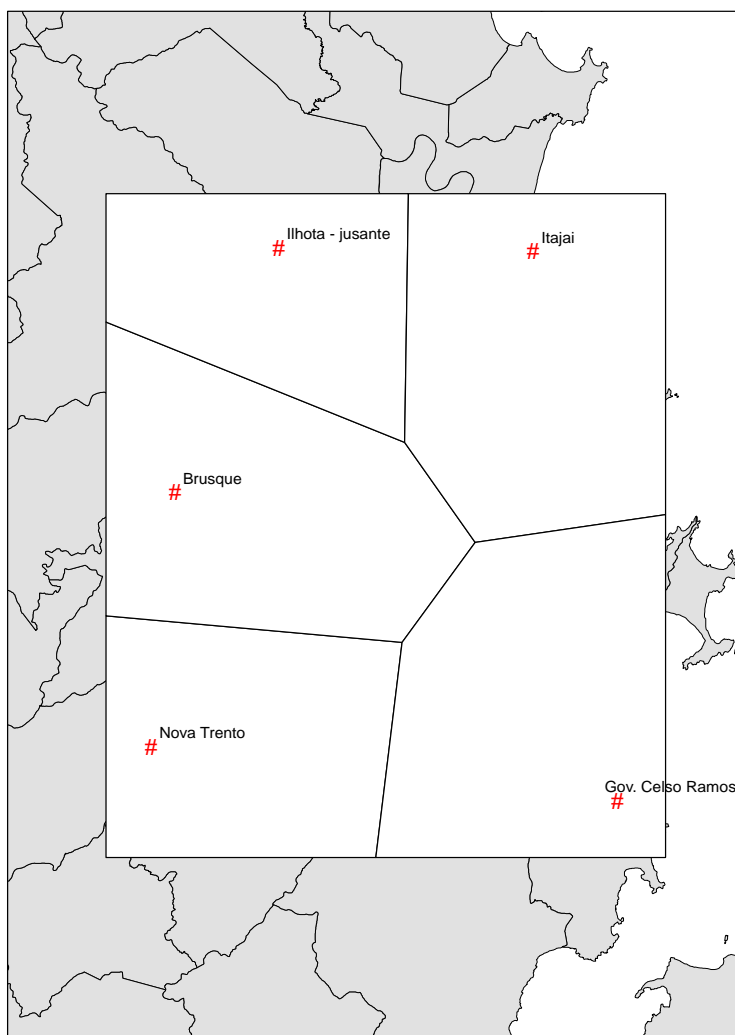 Ilhota - jusante
#
Itajai
#
Brusque
#
Nova Trento
#
Gov. Celso Ramos
#